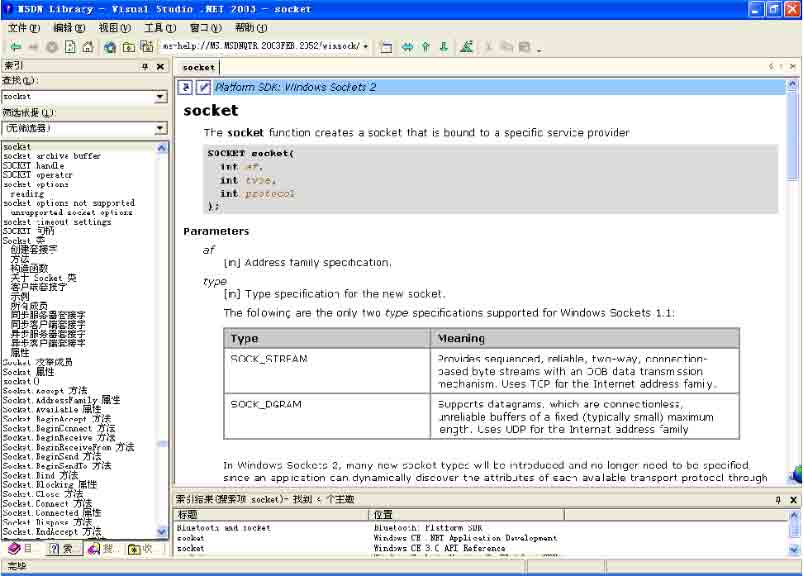 MSDN Library - Visual Studio .NET 2003 - socket
文件(F) 编辑(E) 视图(V) 工具(T) 窗口(W) 帮助(H)
ms-help://MS.MSDNQTR.2003FEB.2052/winsock/
索引
查找(L):
socket
筛选依据(I):
(无筛选器)
socket
socket archive buffer
SOCKET handle
SOCKET operator
socket options
reading
socket options not supported
unsupported socket options
socket timeout settings
SOCKET 句柄
Socket 类
创建套接字
方法
构造函数
关于 Socket 类
客户端套接字
示例
所有成员
同步服务器套接字
同步客户端套接字
异步服务器套接字
异步客户端套接字
属性
Socket 枚举成员
Socket 属性
socket()
Socket.Accept 方法
Socket.AddressFamily 属性
Socket.Available 属性
Socket.BeginAccept 方法
Socket.BeginConnect 方法
Socket.BeginReceive 方法
Socket.BeginReceiveFrom 方法
Socket.BeginSend 方法
Socket.BeginSendTo 方法
Socket.Bind 方法
Socket.Blocking 属性
Socket.Close 方法
Socket.Connect 方法
Socket.Connected 属性
Socket.Dispose 方法
Socket.EndAccept 方法
目... 索... 搜... 收...
完毕
socket
Platform SDK: Windows Sockets 2
socket
The socket function creates a socket that is bound to a specific service provider
SOCKET socket(
int af,
int type,
int protocol
);
Parameters
af
[in] Address family specification.
type
[in] Type specification for the new socket.
The following are the only two type specifications supported for Windows Sockets 1.1:
Type Meaning
SOCK_STREAM Provides sequenced, reliable, two-way, connection-
based byte streams with an OOB data transmission
mechanism. Uses TCP for the Internet address family.
SOCK_DGRAM Supports datagrams, which are connectionless,
unreliable buffers of a fixed (typically small) maximum
length. Uses UDP for the Internet address family
In Windows Sockets 2, many new socket types will be introduced and no longer need to be specified
since an application can dynamically discover the attributes of each available transport protocol through
索引结果(搜索项 socket)- 找到 4 个主题
标题 位置
Bluetooth and socket Bluetooth: Platform SDK
socket Windows CE .NET Application Development
socket Windows CE 3.0 API Reference